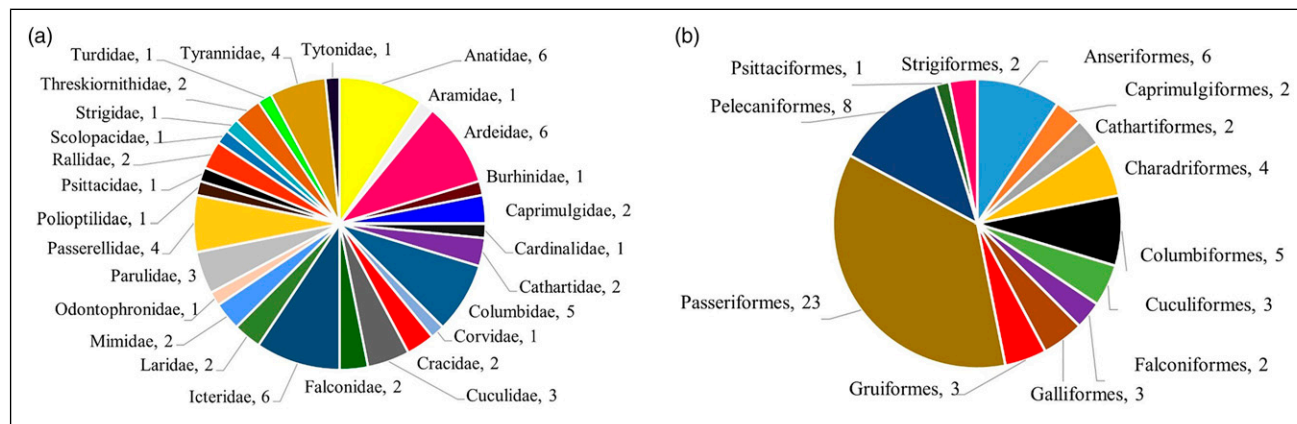 (a)
Tytonidae, 1
Anatidae, 6
Aramidae, 1
Ardeidae, 6
Burhinidae, 1
Caprimulgidae, 2
Cardinalidae, 1
Cathartidae, 2
Columbidae, 5
Corvidae, 1
Cracidae, 2
Cuculidae, 3
Falconidae, 2
Icteridae, 6
Laridae, 2
Mimidae, 2
Odontophronidae, 1
Parulidae, 3
Passerellidae, 4
Polioptilidae, 1
Psittacidae, 1
Rallidae, 2
Scolopacidae, 1
Strigidae, 1
Threskiornithidae, 2
Turdidae, 1
Tyrannidae, 4
(b)
Anseriformes, 6
Caprimulgiformes, 2
Cathartiformes, 2
Charadriformes, 4
Columbiformes, 5
Cuculiformes, 3
Falconiformes, 2
Galliformes, 3
Gruiformes, 3
Passeriformes, 23
Pelecaniformes, 8
Psittaciformes, 1
Strigiformes, 2